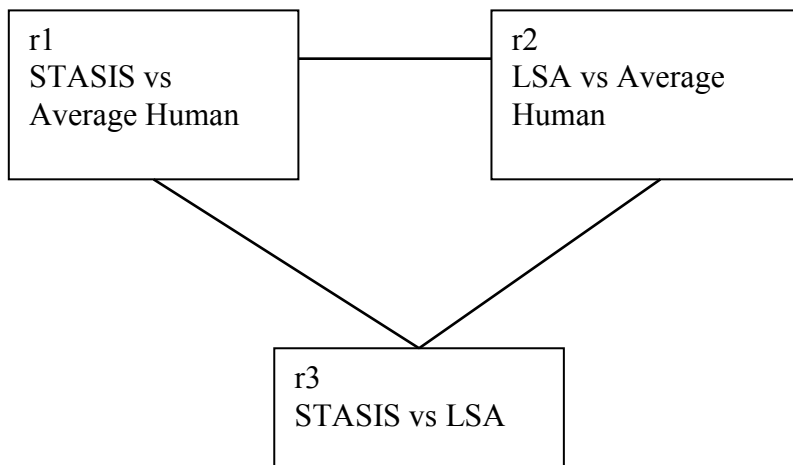 r1
STASIS vs
Average Human
r2
LSA vs Average
Human
r3
STASIS vs LSA